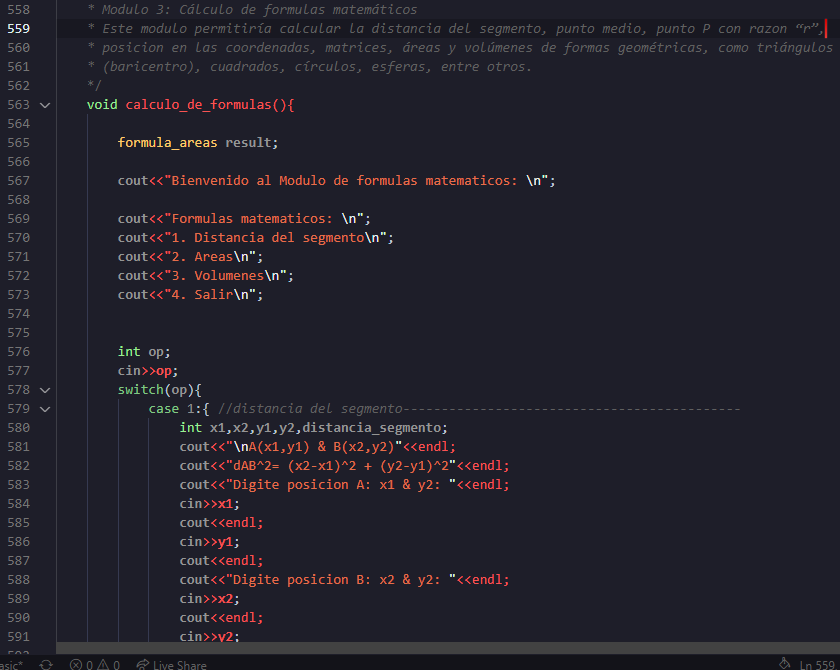 558 * Modulo 3: Cálculo de formulas matemáticos
559 * Este modulo permitiría calcular la distancia del segmento, punto medio, punto P con razon “r”,
560 * posicion en las coordenadas, matrices, áreas y volúmenes de formas geométricas, como triángulos
561 * (baricentro), cuadrados, círculos, esferas, entre otros.
562 */
563 void calculo_de_formulas(){
564
565 formula_areas result;
566
567 cout<<"Bienvenido al Modulo de formulas matematicos: \n";
568
569 cout<<"Formulas matematicos: \n";
570 cout<<"1. Distancia del segmento\n";
571 cout<<"2. Areas\n";
572 cout<<"3. Volumenes\n";
573 cout<<"4. Salir\n";
574
575
576 int op;
577 cin>>op;
578 switch(op){
579 case 1:{ //distancia del segmento--------------------------------------------
580 int x1,x2,y1,y2,distancia_segmento;
581 cout<<"\nA(x1,y1) & B(x2,y2)"<<endl;
582 cout<<"dAB^2= (x2-x1)^2 + (y2-y1)^2"<<endl;
583 cout<<"Digite posicion A: x1 & y2: "<<endl;
584 cin>>x1;
585 cout<<endl;
586 cin>>y1;
587 cout<<endl;
588 cout<<"Digite posicion B: x2 & y2: "<<endl;
589 cin>>x2;
590 cout<<endl;
591 cin>>y2;
asic* 0 0 Live Share Ln 559